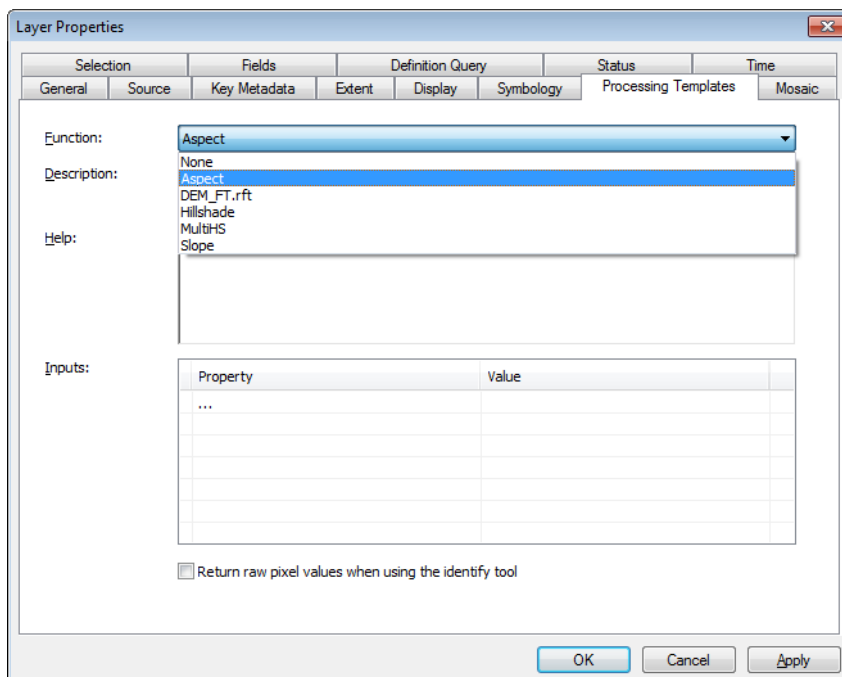 Layer Properties
Selection Fields Definition Query Status Time
General Source Key Metadata Extent Display Symbology Processing Templates Mosaic
Function: Aspect
None
Description: Aspect
DEM_FT.rft
Hillshade
MultiHS
Help: Slope
Inputs:
Property Value
...
Return raw pixel values when using the identify tool
OK Cancel Apply